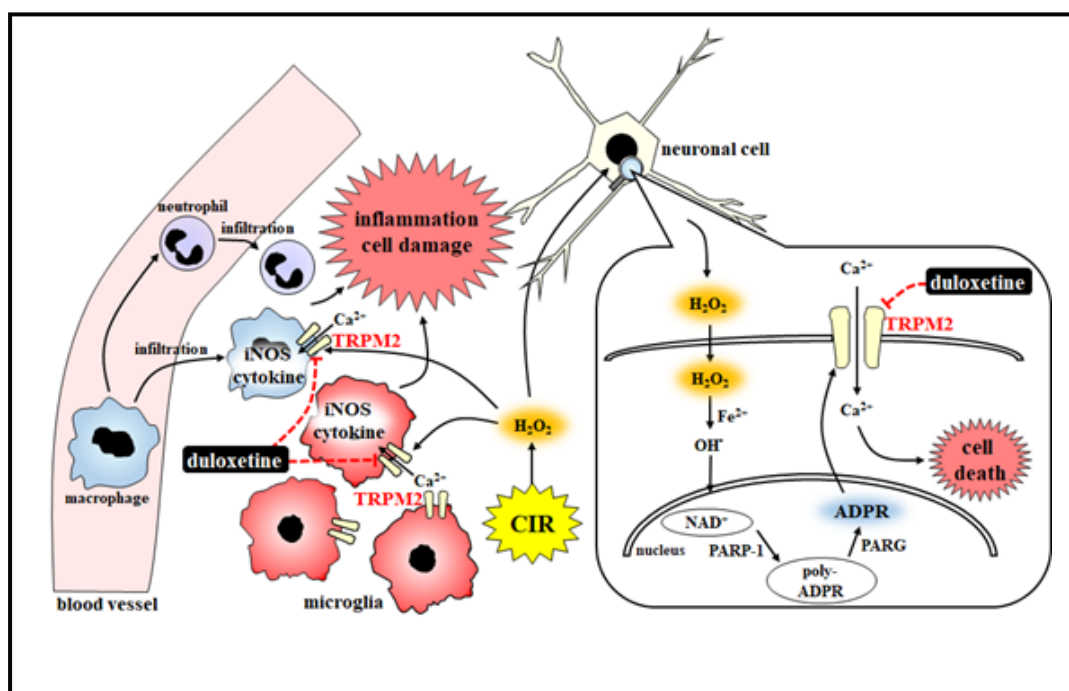 neuronal cell
neutrophil
infiltration
inflammation
cell damage
Ca²⁺
TRPM2
infiltration
iNOS
cytokine
iNOS
cytokine
H₂O₂
duloxetine
Ca²⁺
TRPM2
macrophage
CIR
microglia
blood vessel
H₂O₂
Ca²⁺
duloxetine
TRPM2
H₂O₂
Fe²⁺
Ca²⁺
OH⁻
cell
death
NAD⁺
ADPR
nucleus
PARP-1
PARG
poly-
ADPR